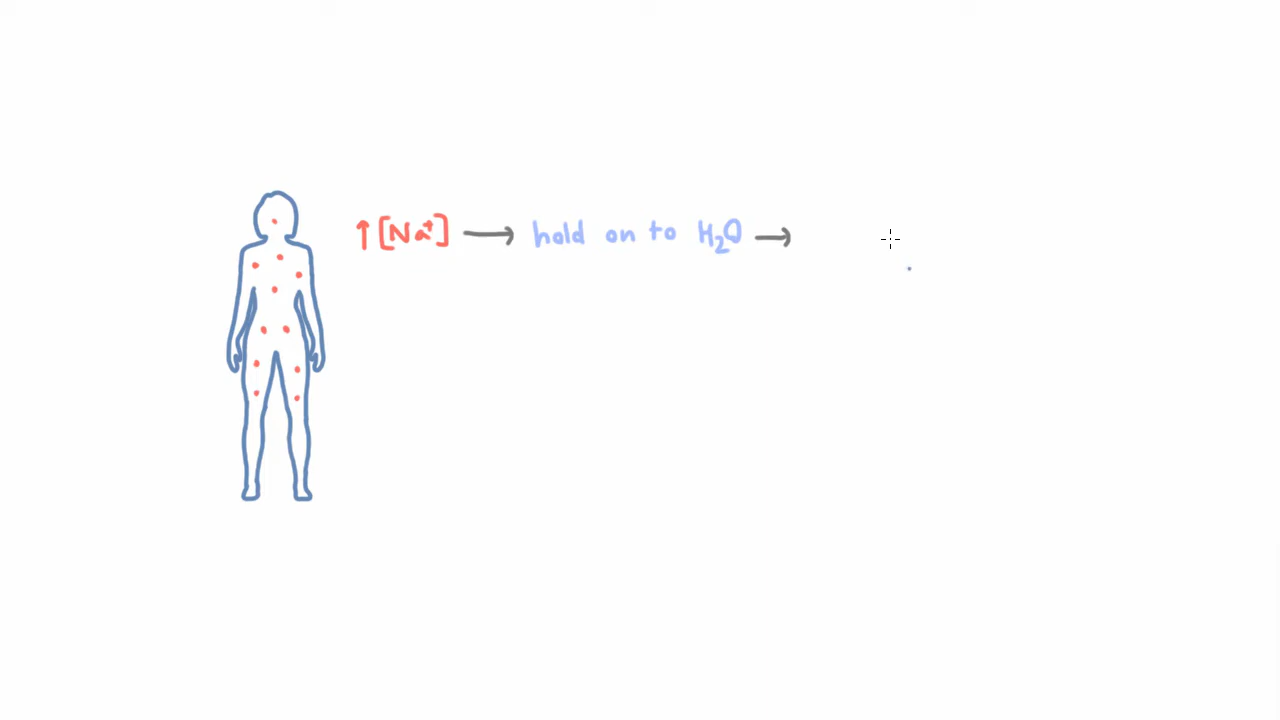 ↑[Na⁺] → hold on to H₂O →